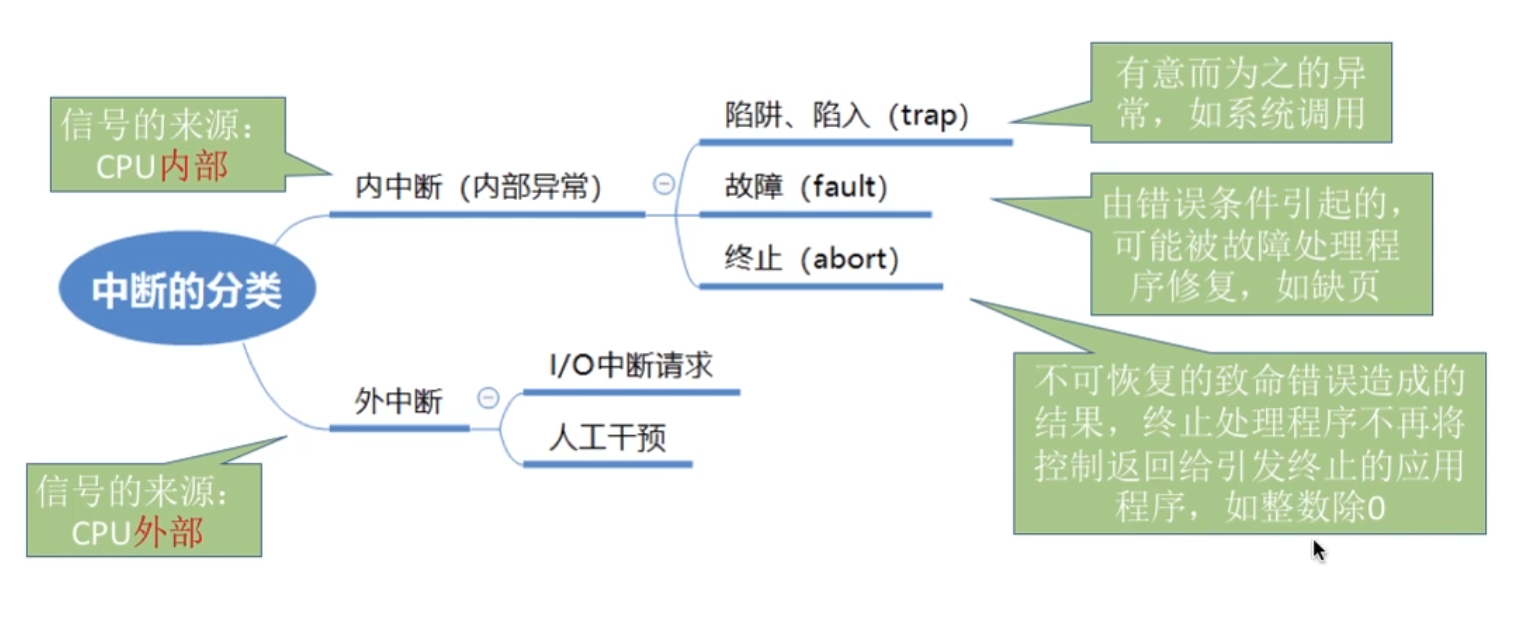 有意而为之的异
常，如系统调用
陷阱、陷入（trap）
信号的来源：
CPU内部
内中断（内部异常）
故障（fault）
由错误条件引起的，
可能被故障处理程
序修复，如缺页
终止（abort）
中断的分类
I/O中断请求
外中断
人工干预
不可恢复的致命错误造成的
结果，终止处理程序不再将
控制返回给引发终止的应用
程序，如整数除0
信号的来源：
CPU外部